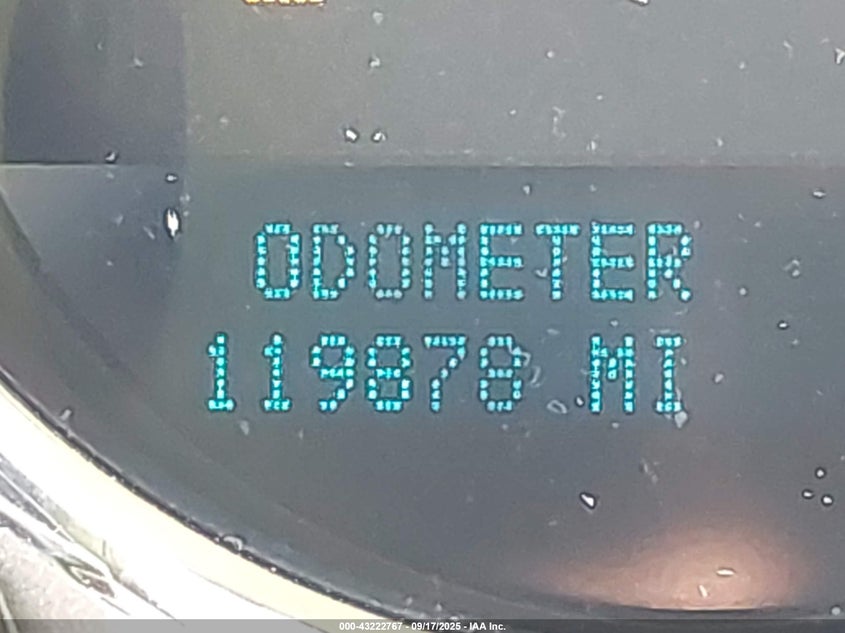 ODOMETER
119878 MI
000-43222767 - 09/17/2025 - IAA Inc.